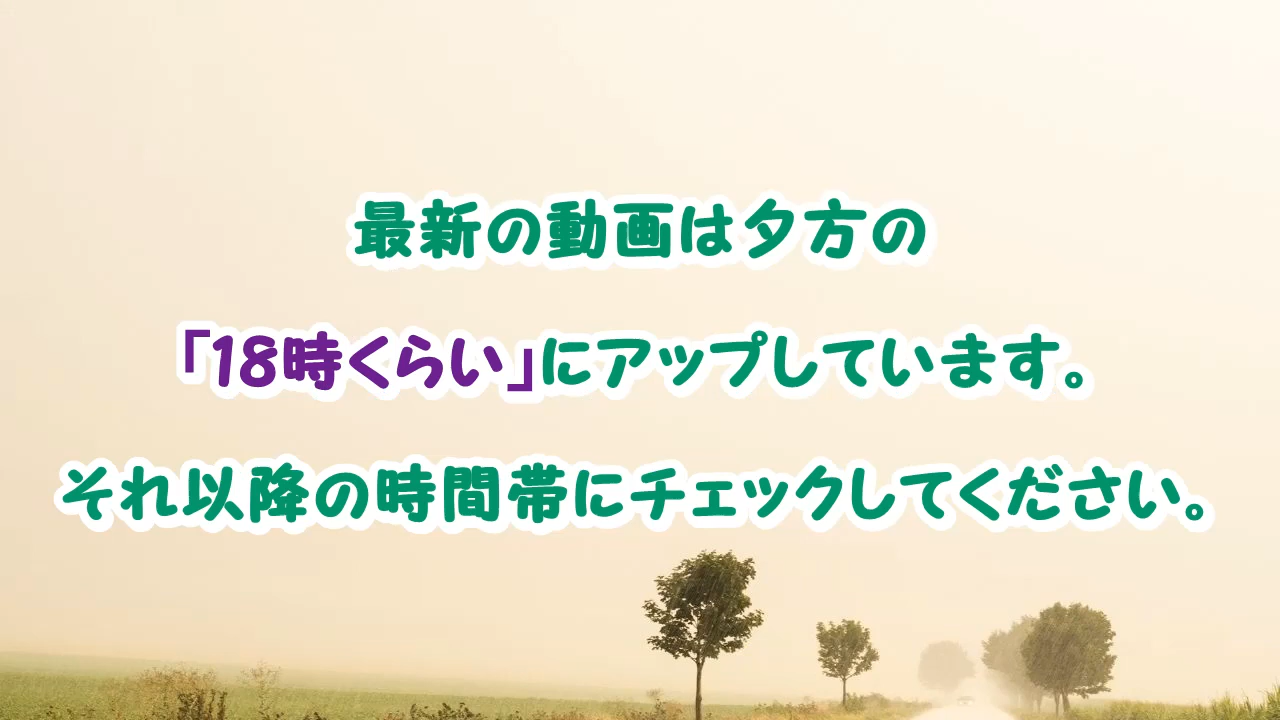 最新の動画は夕方の
「18時くらい」にアップしています。
それ以降の時間帯にチェックしてください。